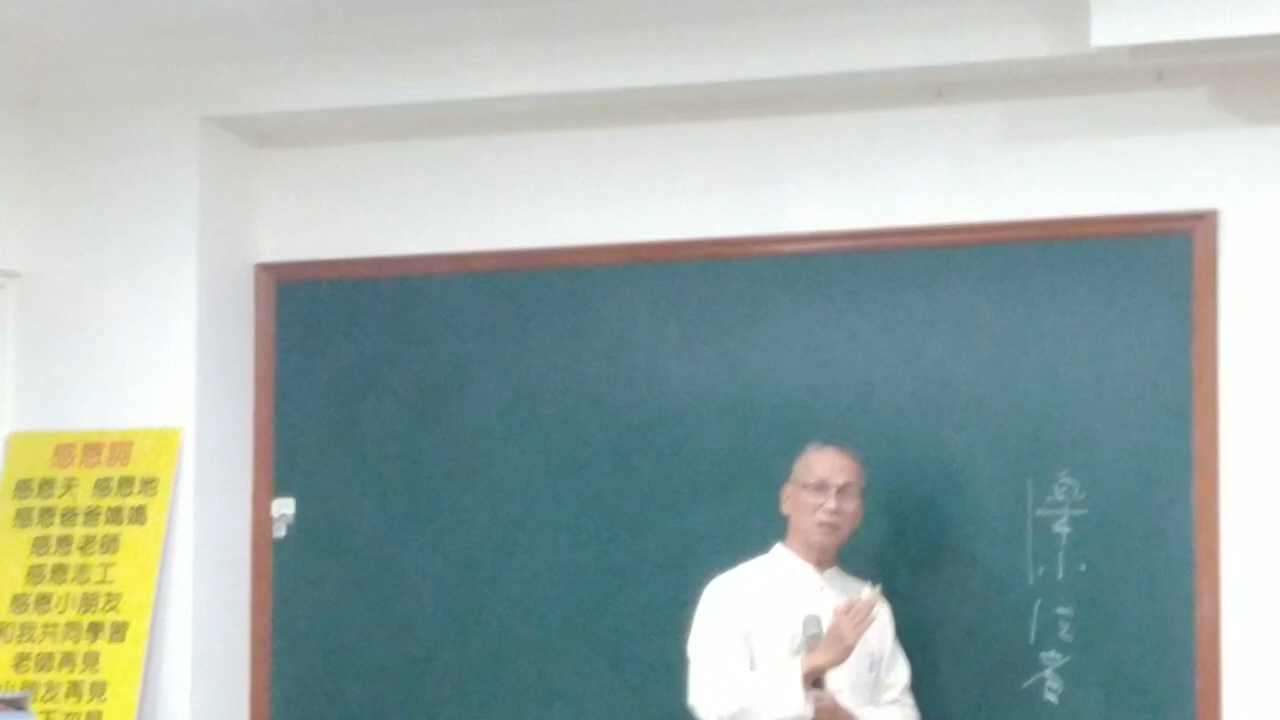 感恩詞
感恩天 感恩地
感恩爸爸媽媽
感恩老師
感恩志工
感恩小朋友
和我共同學習
老師再見
小朋友再見